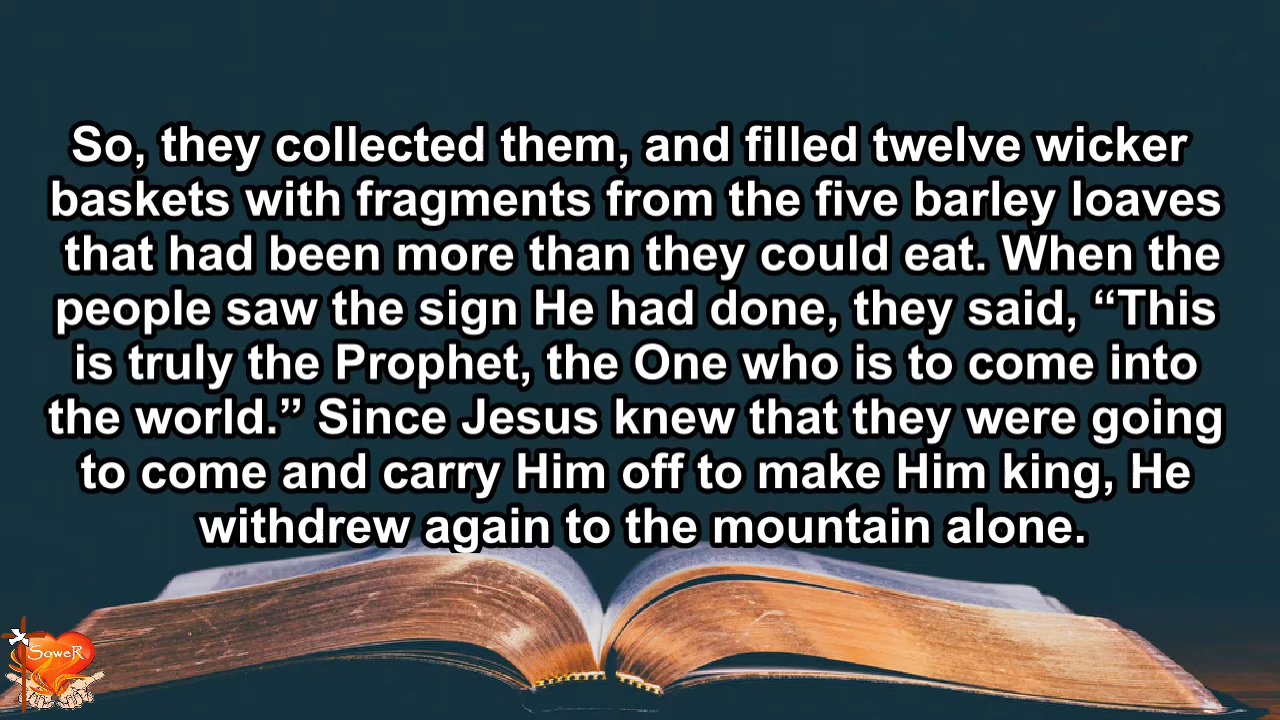 So, they collected them, and filled twelve wicker
baskets with fragments from the five barley loaves
that had been more than they could eat. When the
people saw the sign He had done, they said, “This
is truly the Prophet, the One who is to come into
the world.” Since Jesus knew that they were going
to come and carry Him off to make Him king, He
withdrew again to the mountain alone.
SoweR